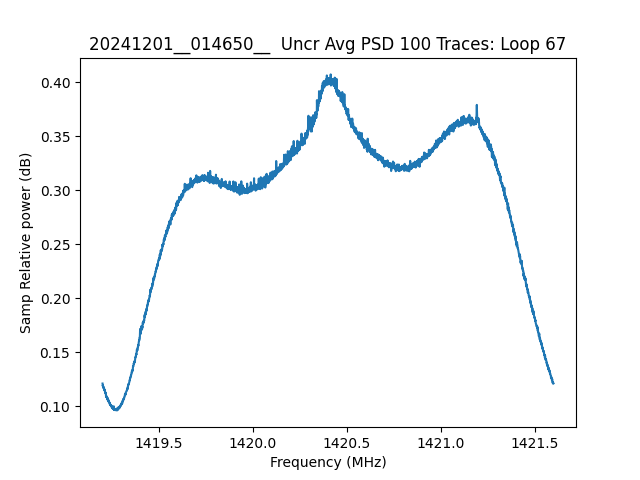 20241201__014650__  Uncr Avg PSD 100 Traces: Loop 67
Samp Relative power (dB)
0.40
0.35
0.30
0.25
0.20
0.15
0.10
1419.5 1420.0 1420.5 1421.0 1421.5
Frequency (MHz)